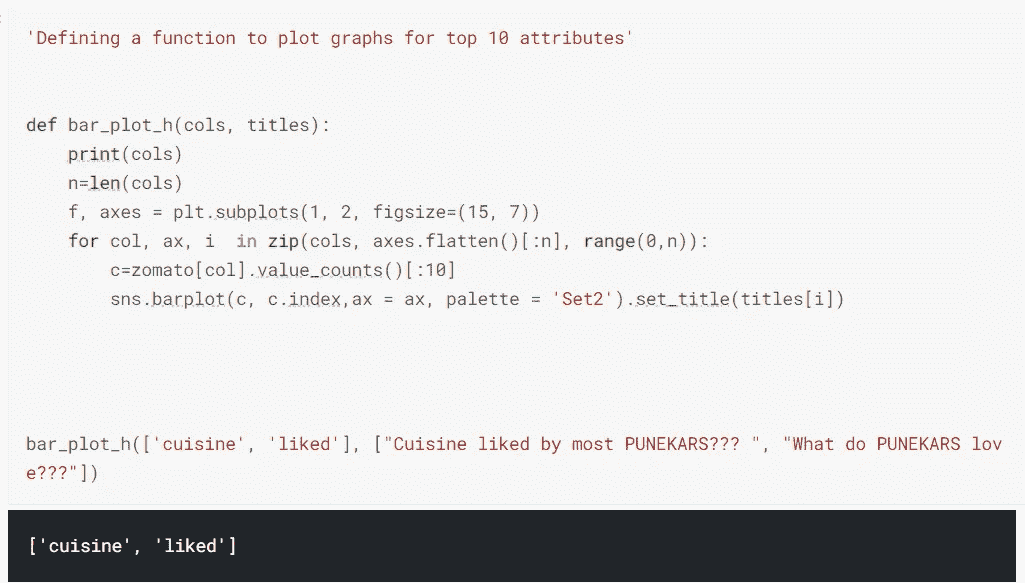 'Defining a function to plot graphs for top 10 attributes'
def bar_plot_h(cols, titles):
    print(cols)
    n=len(cols)
    f, axes = plt.subplots(1, 2, figsize=(15, 7))
    for col, ax, i  in zip(cols, axes.flatten()[:n], range(0,n)):
        c=zomato[col].value_counts()[:10]
        sns.barplot(c, c.index,ax = ax, palette = 'Set2').set_title(titles[i])
bar_plot_h(['cuisine', 'liked'], ["Cuisine liked by most PUNEKARS??? ", "What do PUNEKARS lov
e???"])
['cuisine', 'liked']